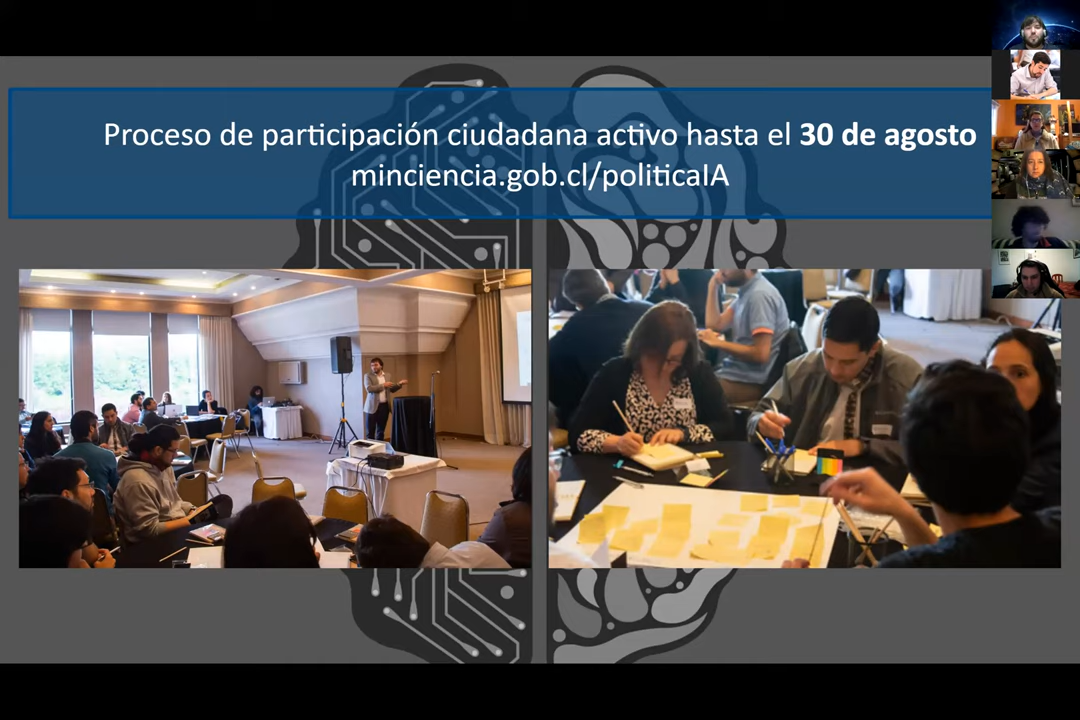 Proceso de participación ciudadana activo hasta el 30 de agosto
minciencia.gob.cl/politicaIA